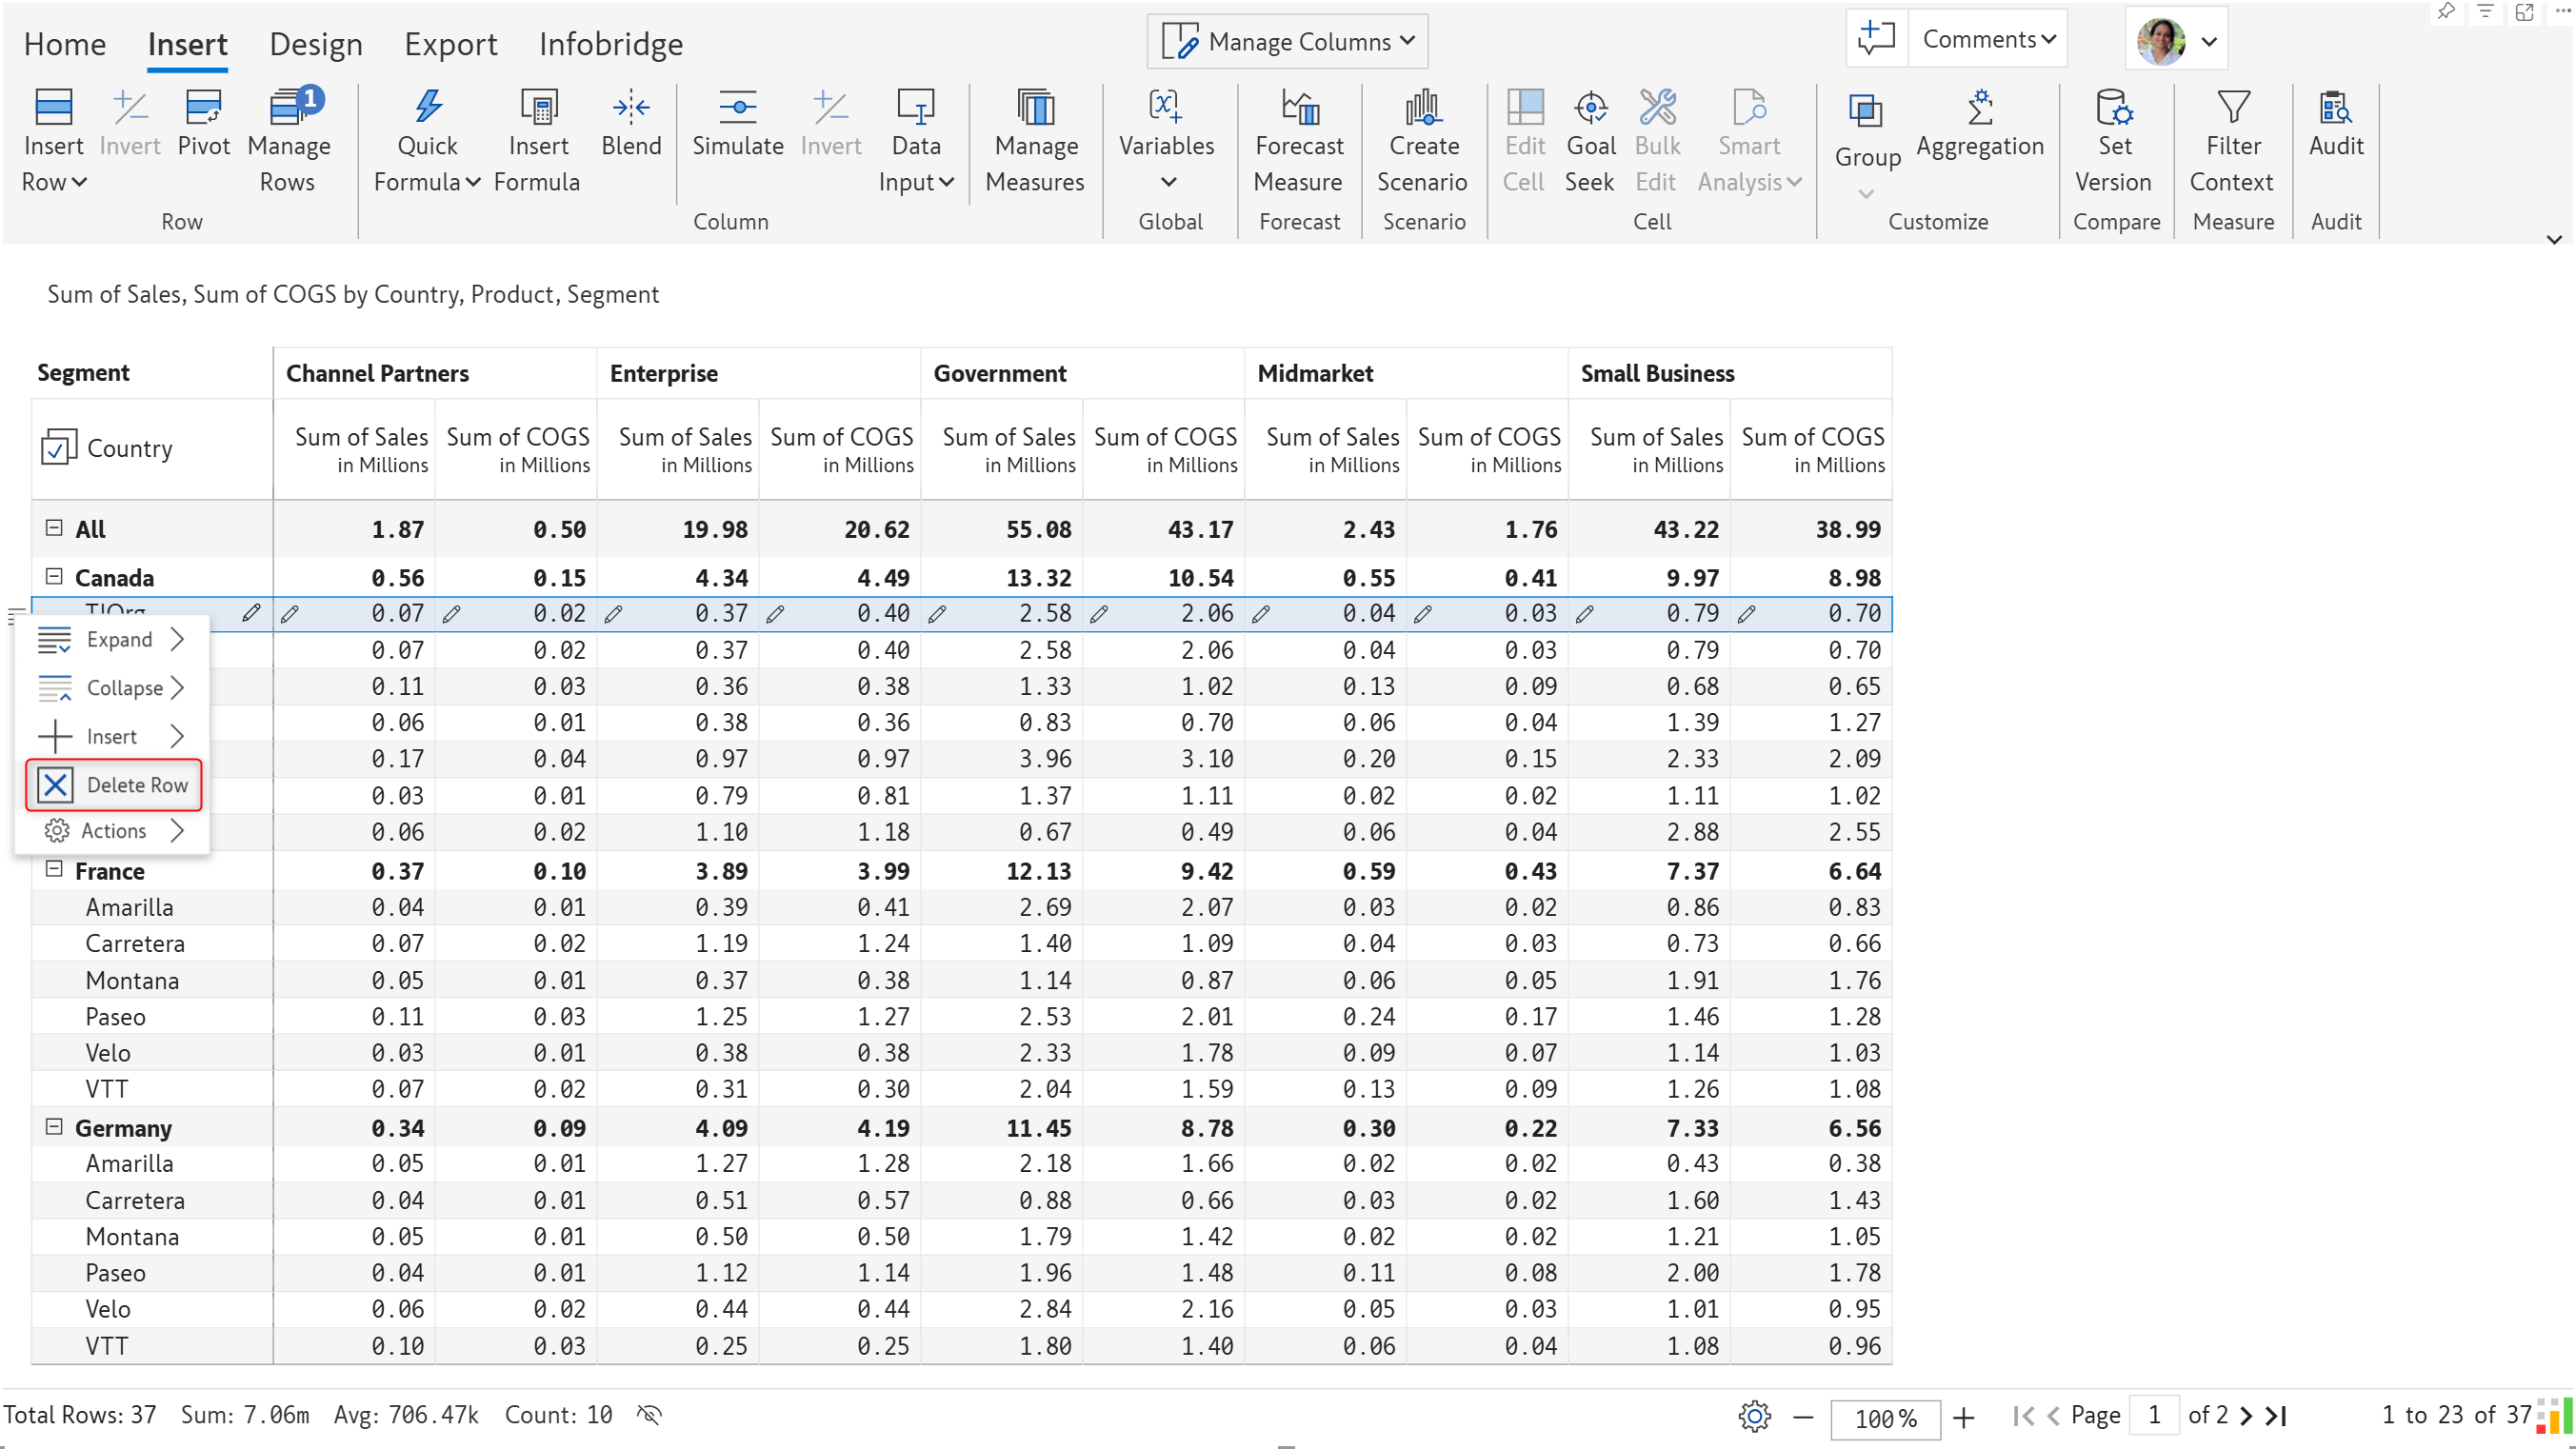 Home Insert Design Export Infobridge Manage Columns Comments
Insert Row Invert Pivot Manage Rows 1 Quick Formula Insert Formula Blend Simulate Invert Data Input Manage Measures Variables Forecast Measure Create Scenario Edit Cell Goal Seek Bulk Edit Smart Analysis Group Aggregation Set Version Filter Context Audit
Row Column Global Forecast Scenario Cell Customize Compare Measure Audit
Sum of Sales, Sum of COGS by Country, Product, Segment
Segment Channel Partners Enterprise Government Midmarket Small Business
Country Sum of Sales Sum of COGS Sum of Sales Sum of COGS Sum of Sales Sum of COGS Sum of Sales Sum of COGS Sum of Sales Sum of COGS
in Millions in Millions in Millions in Millions in Millions in Millions in Millions in Millions in Millions in Millions
All 1.87 0.50 19.98 20.62 55.08 43.17 2.43 1.76 43.22 38.99
Canada 0.56 0.15 4.34 4.49 13.32 10.54 0.55 0.41 9.97 8.98
0.07 0.02 0.37 0.40 2.58 2.06 0.04 0.03 0.79 0.70
Expand 0.07 0.02 0.37 0.40 2.58 2.06 0.04 0.03 0.79 0.70
Collapse 0.11 0.03 0.36 0.38 1.33 1.02 0.13 0.09 0.68 0.65
Insert 0.06 0.01 0.38 0.36 0.83 0.70 0.06 0.04 1.39 1.27
0.17 0.04 0.97 0.97 3.96 3.10 0.20 0.15 2.33 2.09
Delete Row 0.03 0.01 0.79 0.81 1.37 1.11 0.02 0.02 1.11 1.02
Actions 0.06 0.02 1.10 1.18 0.67 0.49 0.06 0.04 2.88 2.55
France 0.37 0.10 3.89 3.99 12.13 9.42 0.59 0.43 7.37 6.64
Amarilla 0.04 0.01 0.39 0.41 2.69 2.07 0.03 0.02 0.86 0.83
Carretera 0.07 0.02 1.19 1.24 1.40 1.09 0.04 0.03 0.73 0.66
Montana 0.05 0.01 0.37 0.38 1.14 0.87 0.06 0.05 1.91 1.76
Paseo 0.11 0.03 1.25 1.27 2.53 2.01 0.24 0.17 1.46 1.28
Velo 0.03 0.01 0.38 0.38 2.33 1.78 0.09 0.07 1.14 1.03
VTT 0.07 0.02 0.31 0.30 2.04 1.59 0.13 0.09 1.26 1.08
Germany 0.34 0.09 4.09 4.19 11.45 8.78 0.30 0.22 7.33 6.56
Amarilla 0.05 0.01 1.27 1.28 2.18 1.66 0.02 0.02 0.43 0.38
Carretera 0.04 0.01 0.51 0.57 0.88 0.66 0.03 0.02 1.60 1.43
Montana 0.05 0.01 0.50 0.50 1.79 1.42 0.02 0.02 1.21 1.05
Paseo 0.04 0.01 1.12 1.14 1.96 1.48 0.11 0.08 2.00 1.78
Velo 0.06 0.02 0.44 0.44 2.84 2.16 0.05 0.03 1.01 0.95
VTT 0.10 0.03 0.25 0.25 1.80 1.40 0.06 0.04 1.08 0.96
Total Rows: 37 Sum: 7.06m Avg: 706.47k Count: 10 100% Page 1 of 2 1 to 23 of 37